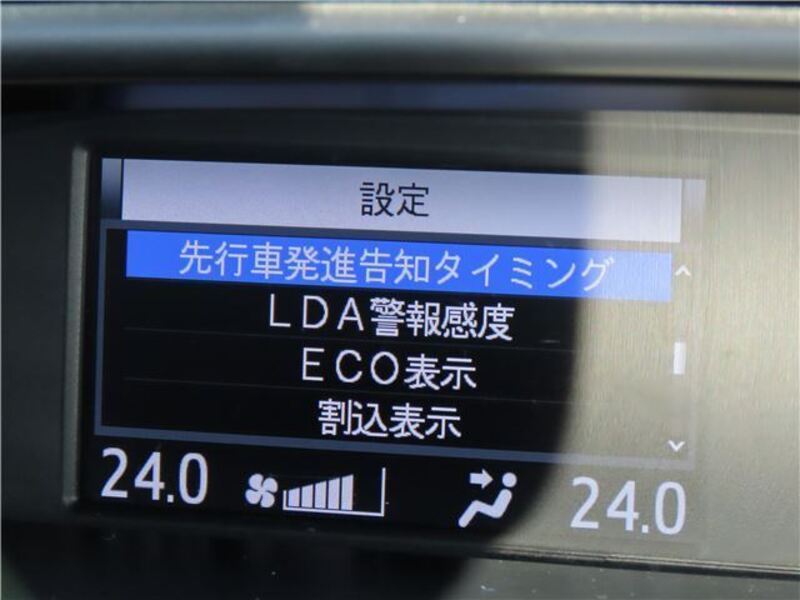 設定
先行車発進告知タイミング
LDA警報感度
ECO表示
割込表示
24.0 24.0